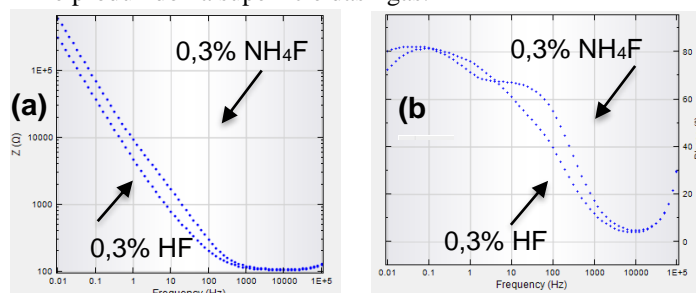 (a)
0,3% NH₄F
0,3% HF
Z (Ω)
1E+5
10000
1000
100
0.01 0.1 1 10 100 1000 10000 1E+5
Frequency (Hz)
(b
0,3% NH₄F
0,3% HF
80
60
40
20
0
0.01 0.1 1 10 100 1000 10000 1E+5
Frequency (Hz)